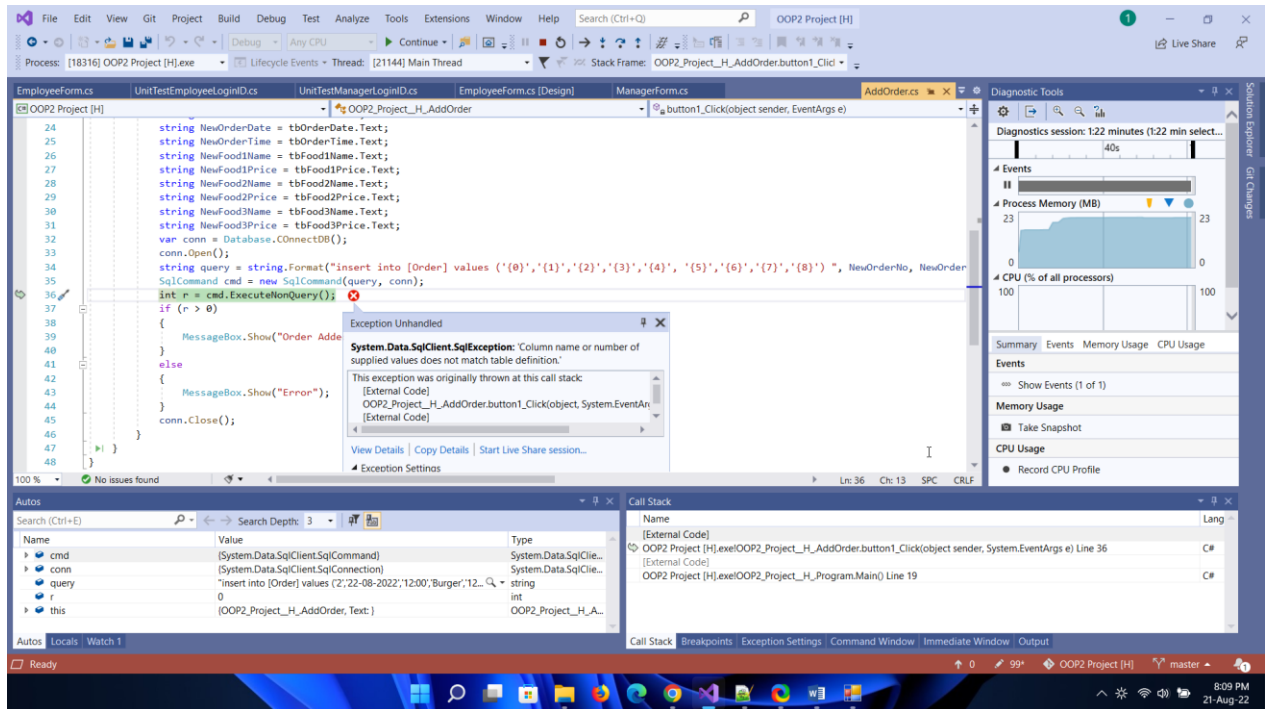 File Edit View Git Project Build Debug Test Analyze Tools Extensions Window Help Search (Ctrl+Q) OOP2 Project [H] 1
Debug Any CPU Continue Live Share
Process: [18316] OOP2 Project [H].exe Lifecycle Events Thread: [21144] Main Thread Stack Frame: OOP2_Project__H_.AddOrder.button1_Clicl
EmployeeForm.cs UnitTestEmployeeLoginID.cs UnitTestManagerLoginID.cs EmployeeForm.cs [Design] ManagerForm.cs AddOrder.cs
OOP2 Project [H] OOP2_Project__H_.AddOrder button1_Click(object sender, EventArgs e)
24 string NewOrderDate = tbOrderDate.Text;
25 string NewOrderTime = tbOrderTime.Text;
26 string NewFood1Name = tbFood1Name.Text;
27 string NewFood1Price = tbFood1Price.Text;
28 string NewFood2Name = tbFood2Name.Text;
29 string NewFood2Price = tbFood2Price.Text;
30 string NewFood3Name = tbFood3Name.Text;
31 string NewFood3Price = tbFood3Price.Text;
32 var conn = Database.COnnectDB();
33 conn.Open();
34 string query = string.Format("insert into [Order] values ('{0}','{1}','{2}','{3}','{4}', '{5}','{6}','{7}','{8}') ", NewOrderNo, NewOrder
35 SqlCommand cmd = new SqlCommand(query, conn);
36 int r = cmd.ExecuteNonQuery();
37 if (r > 0)
38 {
39 MessageBox.Show("Order Adde
40 }
41 else
42 {
43 MessageBox.Show("Error");
44 }
45 conn.Close();
46 }
47 }
48 }
Exception Unhandled
System.Data.SqlClient.SqlException: 'Column name or number of
supplied values does not match table definition.'
This exception was originally thrown at this call stack:
[External Code]
OOP2_Project__H_.AddOrder.button1_Click(object, System.EventAr
[External Code]
View Details Copy Details Start Live Share session...
Exception Settings
100 % No issues found Ln: 36 Ch: 13 SPC CRLF
Diagnostic Tools
Diagnostics session: 1:22 minutes (1:22 min select...
40s
Events
Process Memory (MB)
23 23
0 0
CPU (% of all processors)
100 100
Summary Events Memory Usage CPU Usage
Events
Show Events (1 of 1)
Memory Usage
Take Snapshot
CPU Usage
Record CPU Profile
Solution Explorer
Git Changes
Autos
Search (Ctrl+E) Search Depth: 3
Name Value Type
cmd {System.Data.SqlClient.SqlCommand} System.Data.SqlClie...
conn {System.Data.SqlClient.SqlConnection} System.Data.SqlClie...
query "insert into [Order] values ('2','22-08-2022','12:00','Burger','12... string
r 0 int
this {OOP2_Project__H_.AddOrder, Text: } OOP2_Project__H_.A...
Autos Locals Watch 1
Call Stack
Name Lang
[External Code]
OOP2 Project [H].exe!OOP2_Project__H_.AddOrder.button1_Click(object sender, System.EventArgs e) Line 36 C#
[External Code]
OOP2 Project [H].exe!OOP2_Project__H_.Program.Main() Line 19 C#
Call Stack Breakpoints Exception Settings Command Window Immediate Window Output
Ready 0 99+ OOP2 Project [H] master 1
8:09 PM
21-Aug-22